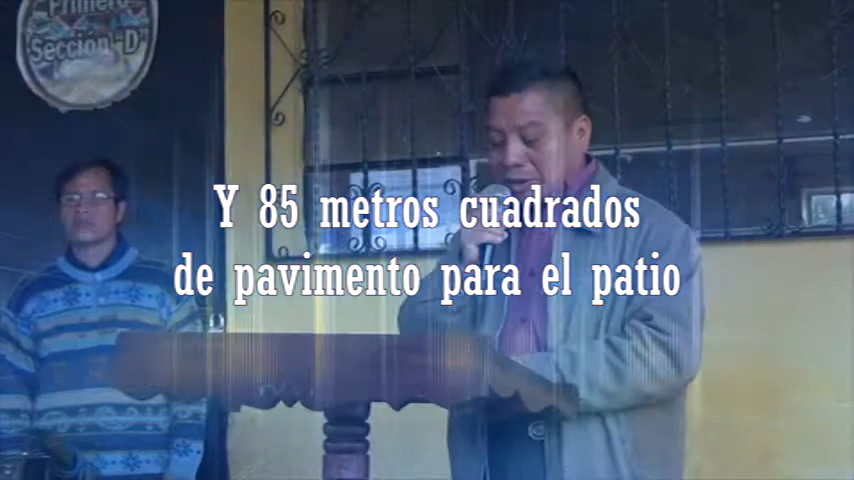 Primero
Sección "D"
Y 85 metros cuadrados
de pavimento para el patio